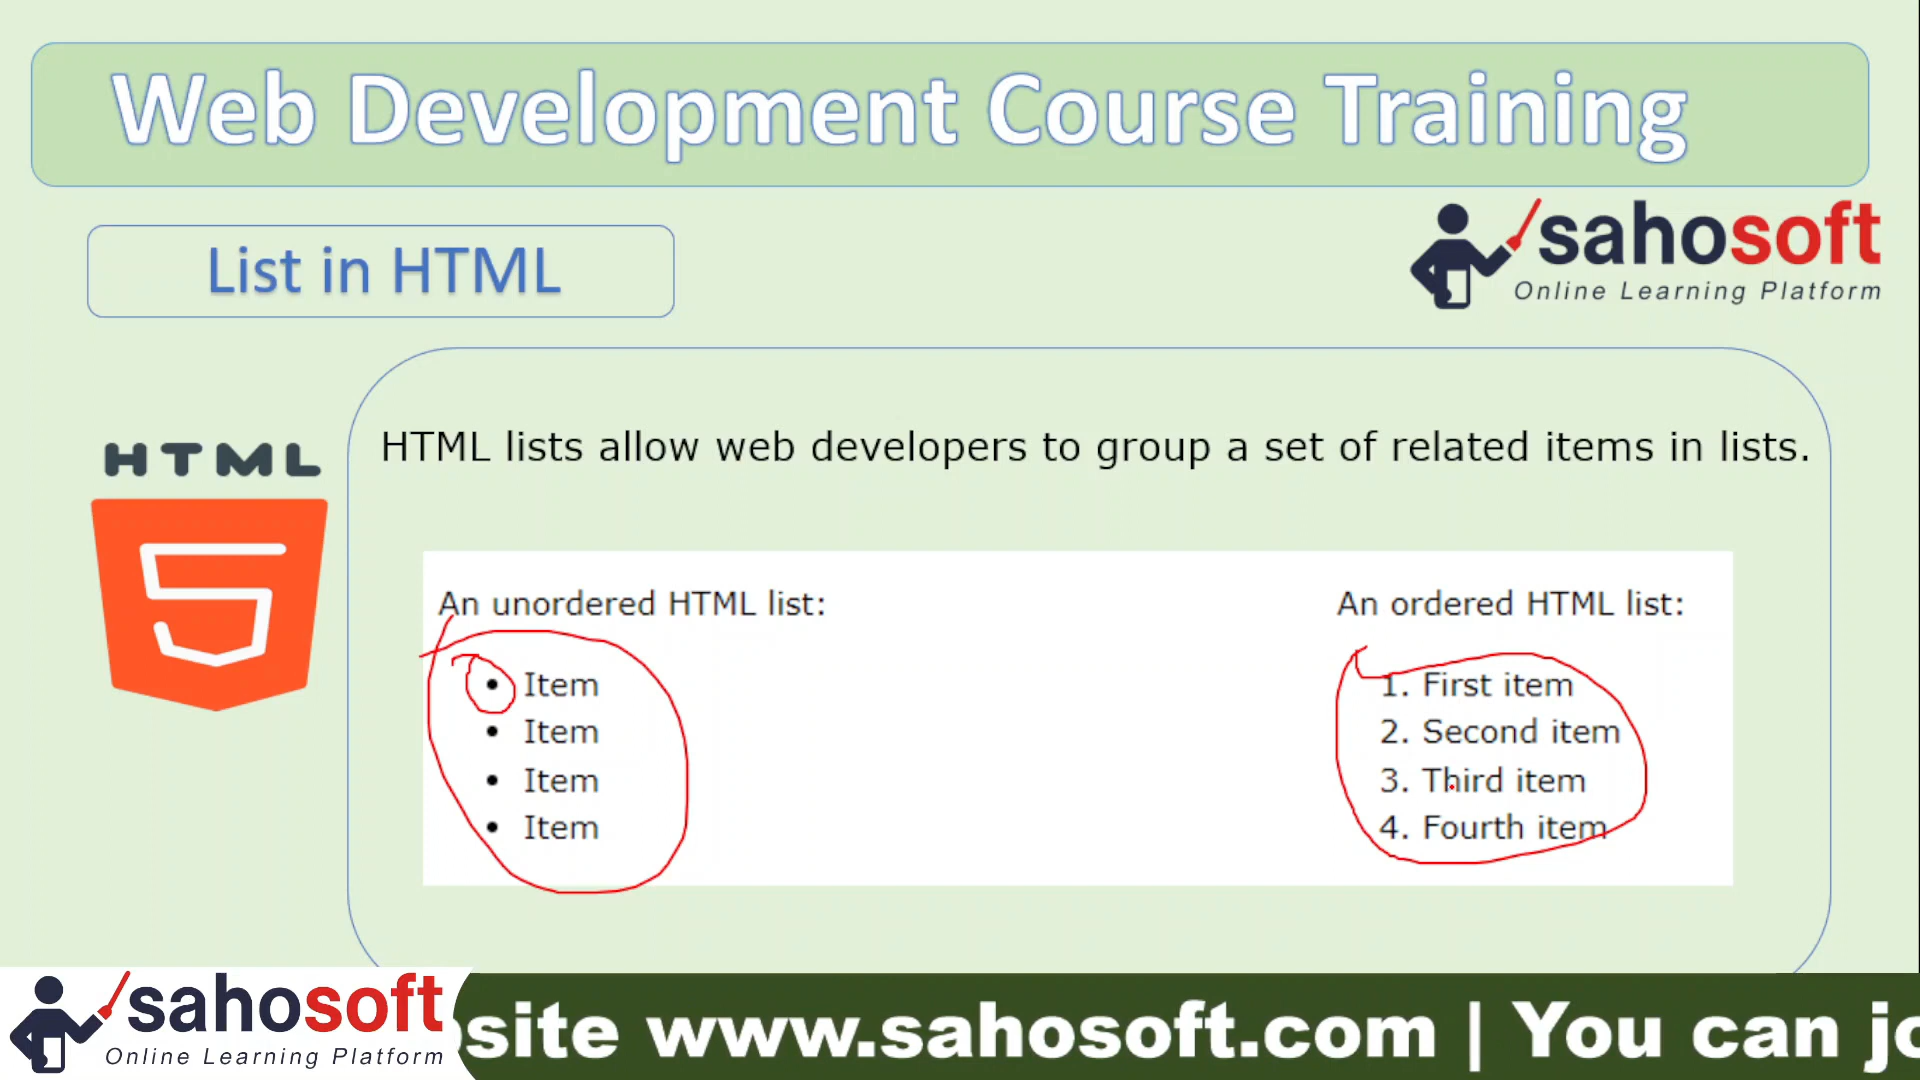 Web Development Course Training
List in HTML
sahosoft
Online Learning Platform
HTML
5
HTML lists allow web developers to group a set of related items in lists.
An unordered HTML list:
• Item
• Item
• Item
• Item
An ordered HTML list:
1. First item
2. Second item
3. Third item
4. Fourth item
sahosoft
Online Learning Platform
site www.sahosoft.com | You can